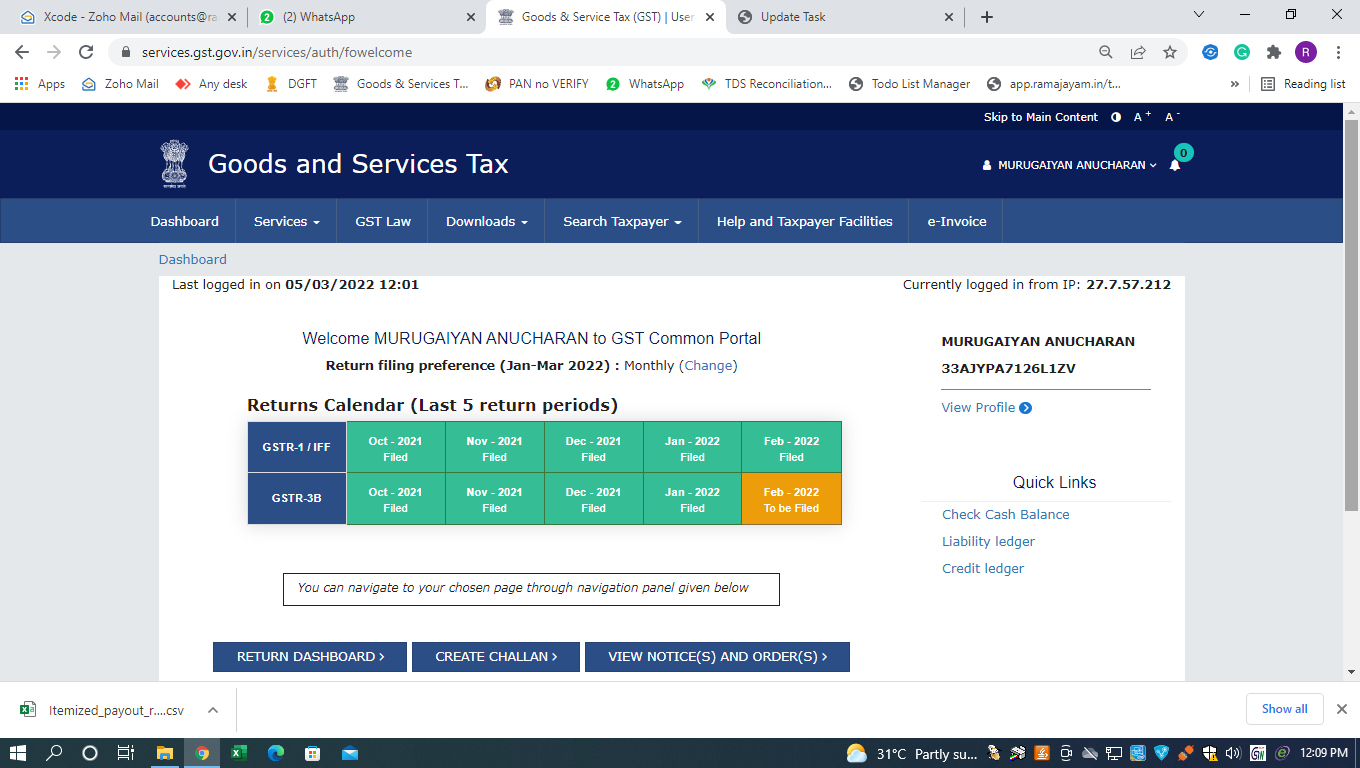 Xcode - Zoho Mail (accounts@ra
(2) WhatsApp
Goods & Service Tax (GST) | User
Update Task
services.gst.gov.in/services/auth/fowelcome
R
Apps
Zoho Mail
Any desk
DGFT
Goods & Services T...
PAN no VERIFY
WhatsApp
TDS Reconciliation...
Todo List Manager
app.ramajayam.in/t...
»
Reading list
Skip to Main Content
A +
A -
Goods and Services Tax
MURUGAIYAN ANUCHARAN
0
Dashboard
Services
GST Law
Downloads
Search Taxpayer
Help and Taxpayer Facilities
e-Invoice
Dashboard
Last logged in on 05/03/2022 12:01
Currently logged in from IP: 27.7.57.212
Welcome MURUGAIYAN ANUCHARAN to GST Common Portal
Return filing preference (Jan-Mar 2022) : Monthly (Change)
MURUGAIYAN ANUCHARAN
33AJYPA7126L1ZV
View Profile
Returns Calendar (Last 5 return periods)
GSTR-1 / IFF
Oct - 2021
Filed
Nov - 2021
Filed
Dec - 2021
Filed
Jan - 2022
Filed
Feb - 2022
Filed
GSTR-3B
Oct - 2021
Filed
Nov - 2021
Filed
Dec - 2021
Filed
Jan - 2022
Filed
Feb - 2022
To be Filed
Quick Links
Check Cash Balance
Liability ledger
Credit ledger
You can navigate to your chosen page through navigation panel given below
RETURN DASHBOARD >
CREATE CHALLAN >
VIEW NOTICE(S) AND ORDER(S) >
Itemized_payout_r....csv
Show all
31°C Partly su...
12:09 PM